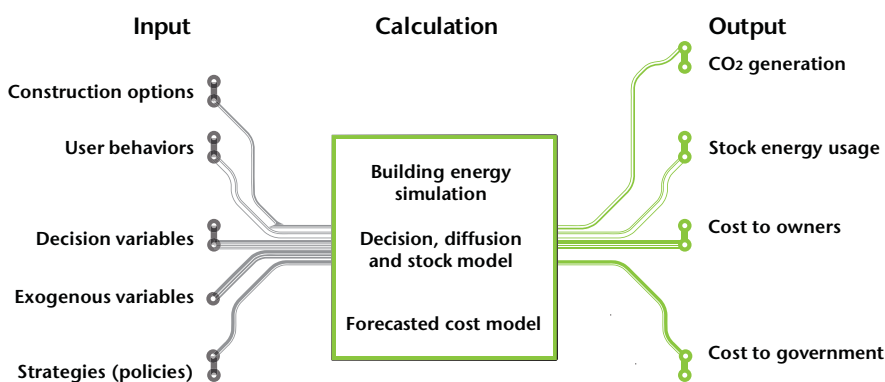 Input
Calculation
Output
Construction options
User behaviors
Decision variables
Exogenous variables
Strategies (policies)
Building energy
simulation
Decision, diffusion
and stock model
Forecasted cost model
CO2 generation
Stock energy usage
Cost to owners
Cost to government